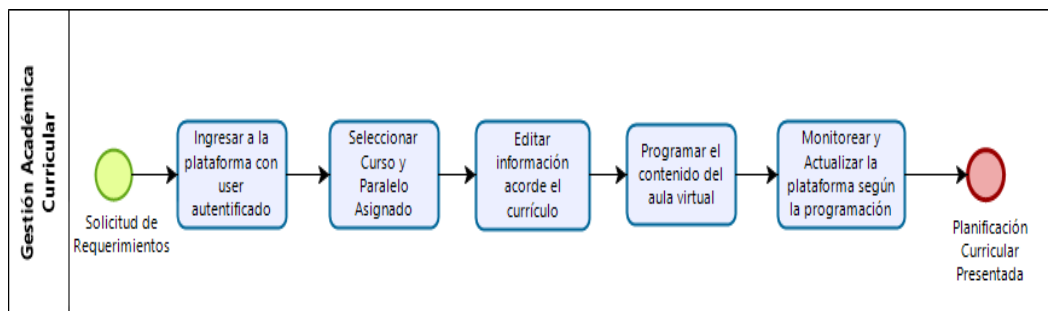 Gestión Académica
Curricular
Solicitud de
Requerimientos
Ingresar a la
plataforma con
user
autentificado
Seleccionar
Curso y
Paralelo
Asignado
Editar
información
acorde el
currículo
Programar el
contenido del
aula virtual
Monitorear y
Actualizar la
plataforma según
la programación
Planificación
Curricular
Presentada